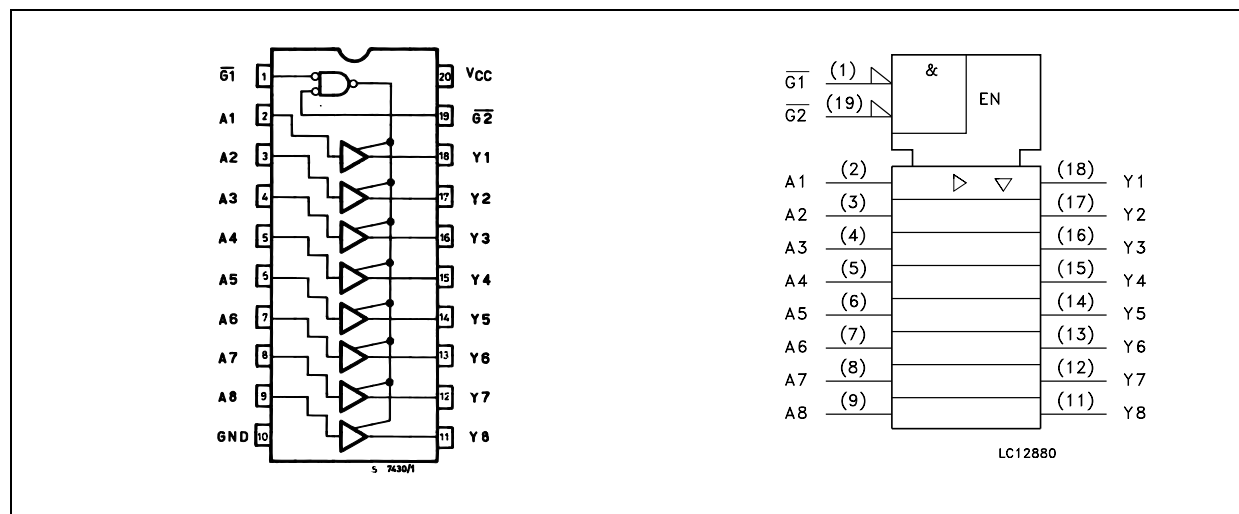 G1 1 20 VCC
A1 2 19 G2
A2 3 18 Y1
A3 4 17 Y2
A4 5 16 Y3
A5 6 15 Y4
A6 7 14 Y5
A7 8 13 Y6
A8 9 12 Y7
GND 10 11 Y8
S 7430/1
&
G1 (1)
EN
G2 (19)
A1 (2) (18) Y1
A2 (3) (17) Y2
A3 (4) (16) Y3
A4 (5) (15) Y4
A5 (6) (14) Y5
A6 (7) (13) Y6
A7 (8) (12) Y7
A8 (9) (11) Y8
LC12880